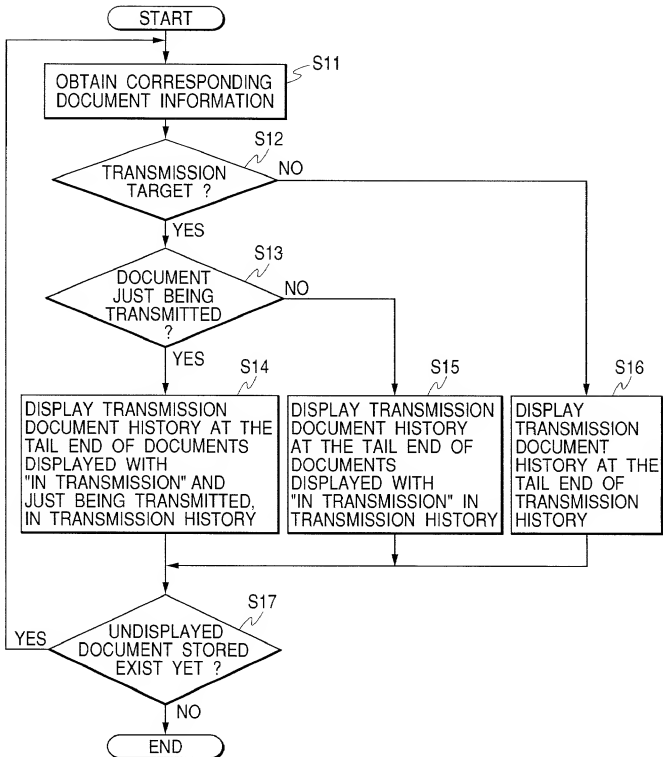 START
S11
OBTAIN CORRESPONDING
DOCUMENT INFORMATION
S12
TRANSMISSION
TARGET ?
NO
YES
S13
DOCUMENT
JUST BEING
TRANSMITTED
?
NO
YES
S14
DISPLAY TRANSMISSION
DOCUMENT HISTORY AT THE
TAIL END OF DOCUMENTS
DISPLAYED WITH
"IN TRANSMISSION" AND
JUST BEING TRANSMITTED,
IN TRANSMISSION HISTORY
S15
DISPLAY TRANSMISSION
DOCUMENT HISTORY
AT THE TAIL END OF
DOCUMENTS
DISPLAYED WITH
"IN TRANSMISSION" IN
TRANSMISSION HISTORY
S16
DISPLAY
TRANSMISSION
DOCUMENT
HISTORY AT THE
TAIL END OF
TRANSMISSION
HISTORY
S17
YES
UNDISPLAYED
DOCUMENT STORED
EXIST YET ?
NO
END